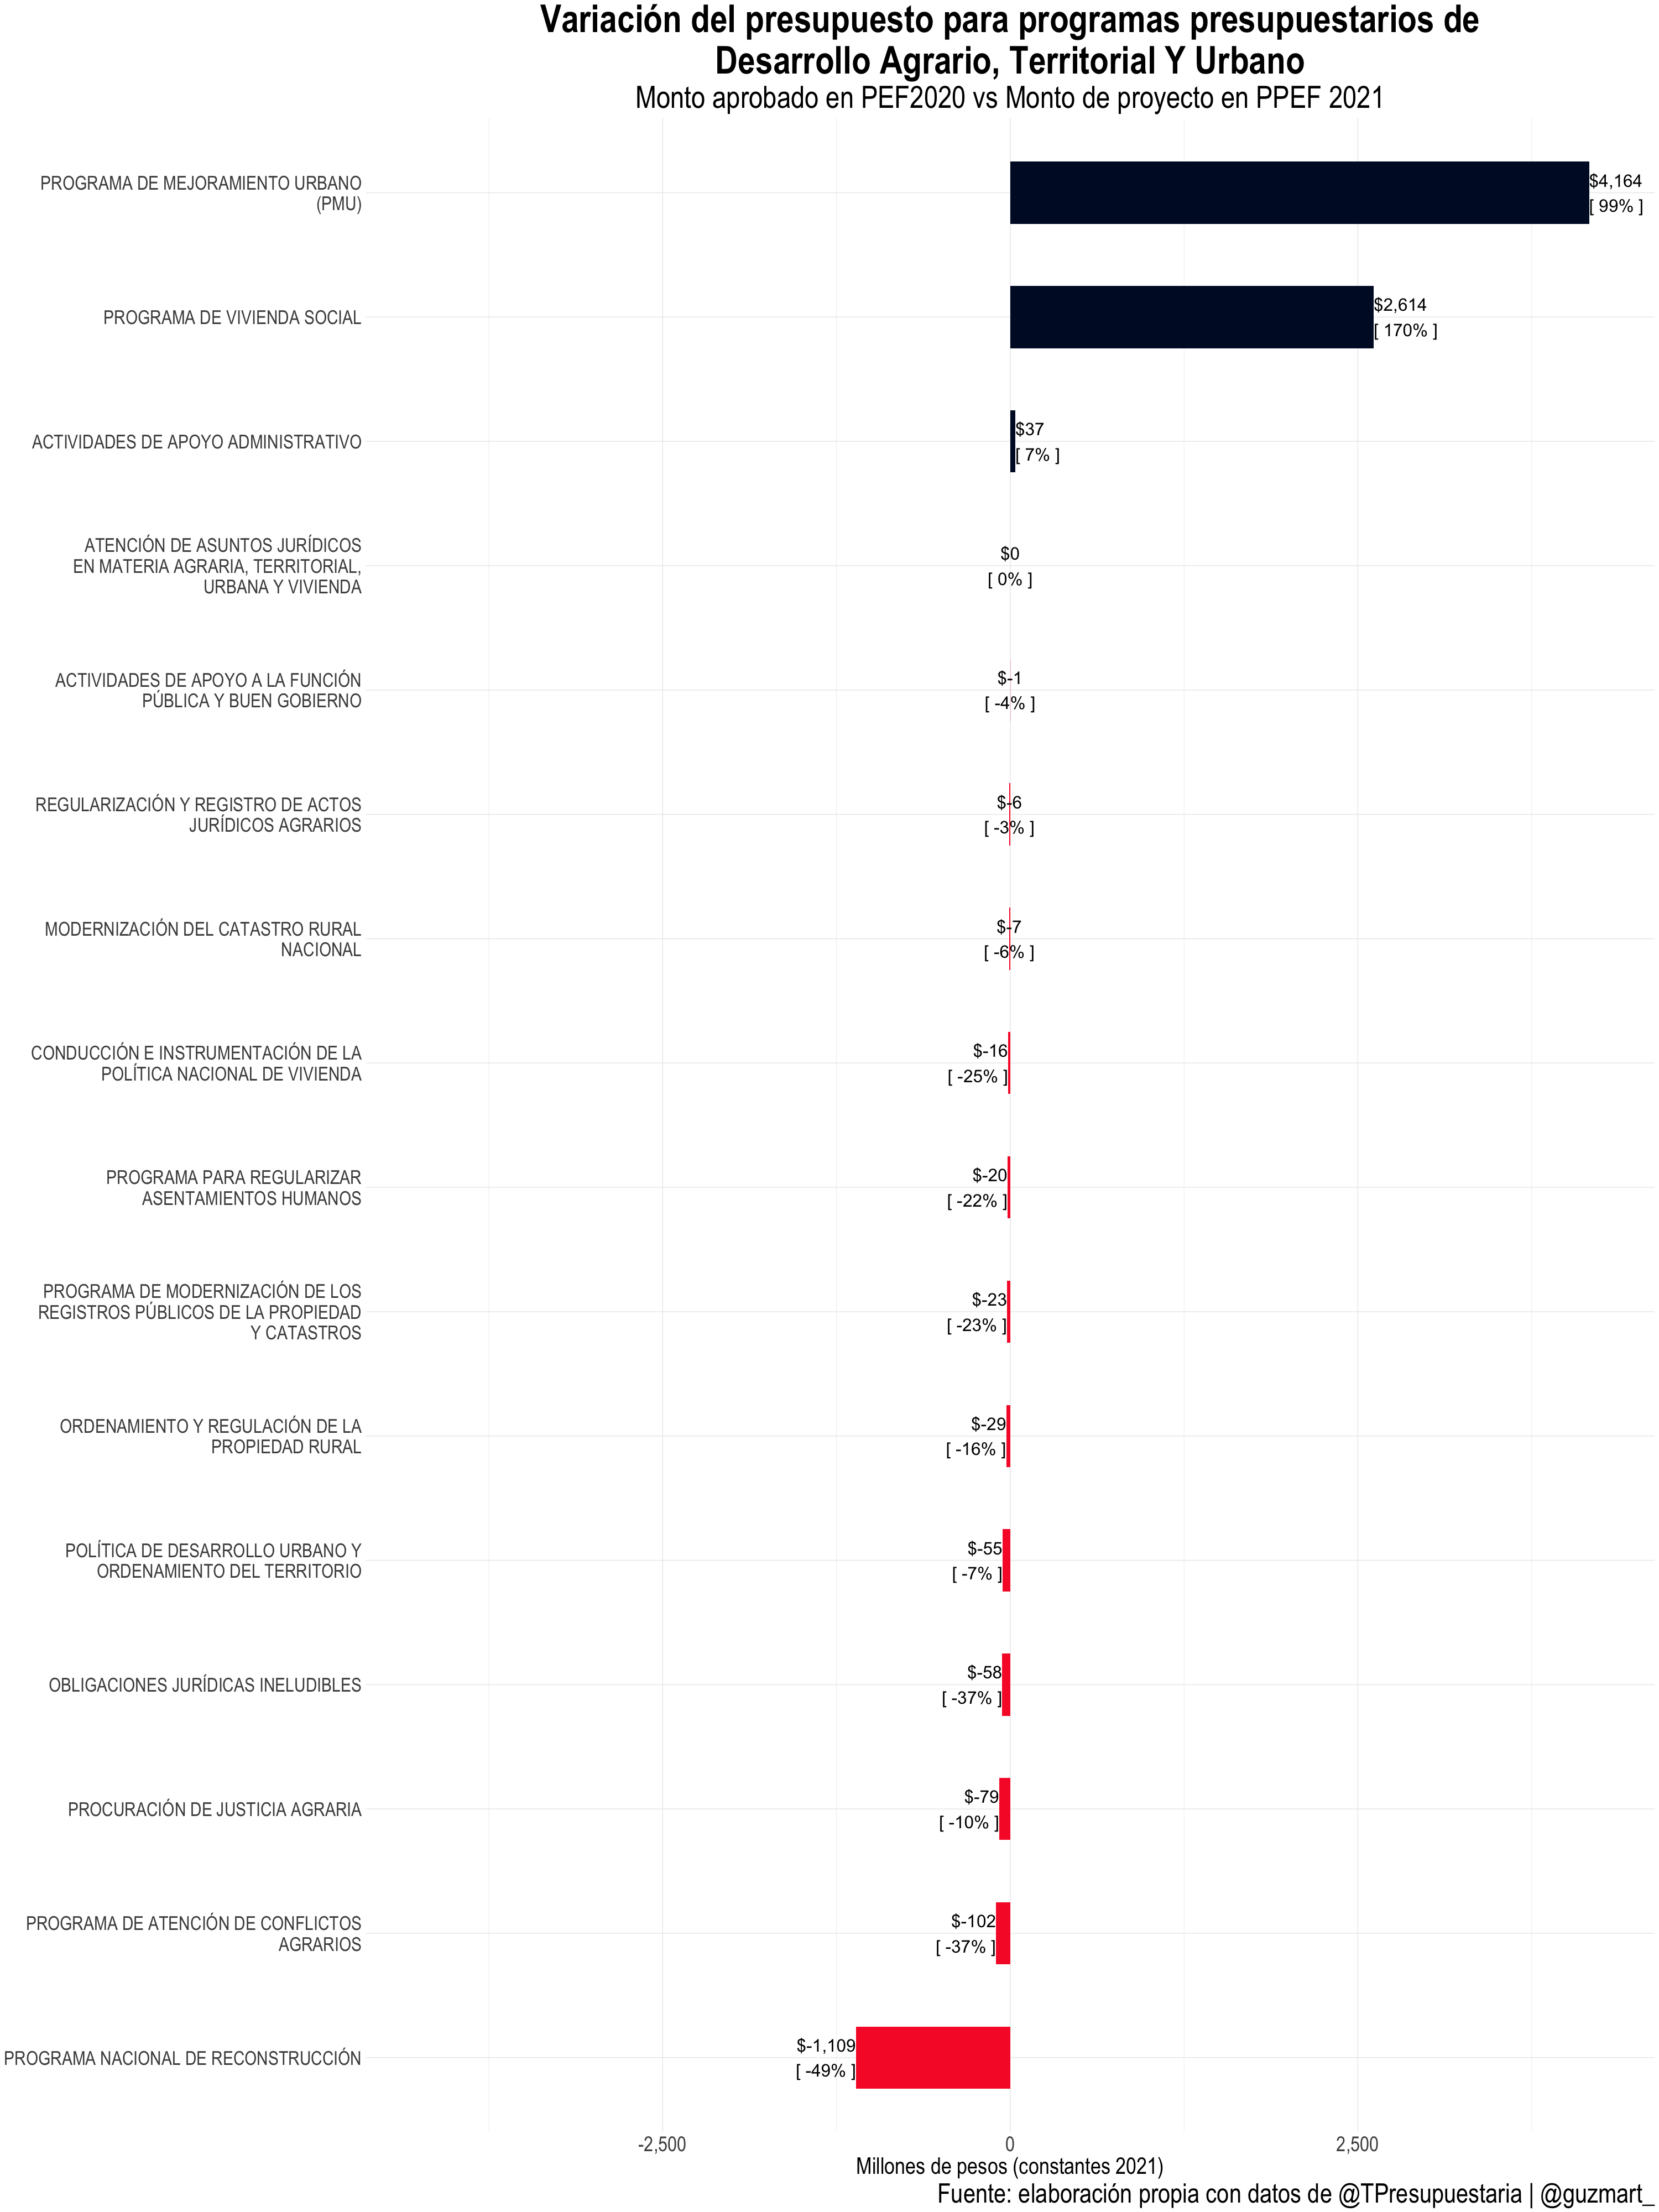 Variación del presupuesto para programas presupuestarios de
Desarrollo Agrario, Territorial Y Urbano
Monto aprobado en PEF2020 vs Monto de proyecto en PPEF 2021
PROGRAMA DE MEJORAMIENTO URBANO
(PMU)
$4,164
[ 99% ]
PROGRAMA DE VIVIENDA SOCIAL
$2,614
[ 170% ]
ACTIVIDADES DE APOYO ADMINISTRATIVO
$37
[ 7% ]
ATENCIÓN DE ASUNTOS JURÍDICOS
EN MATERIA AGRARIA, TERRITORIAL,
URBANA Y VIVIENDA
$0
[ 0% ]
ACTIVIDADES DE APOYO A LA FUNCIÓN
PÚBLICA Y BUEN GOBIERNO
$-1
[ -4% ]
REGULARIZACIÓN Y REGISTRO DE ACTOS
JURÍDICOS AGRARIOS
$-6
[ -3% ]
MODERNIZACIÓN DEL CATASTRO RURAL
NACIONAL
$-7
[ -6% ]
CONDUCCIÓN E INSTRUMENTACIÓN DE LA
POLÍTICA NACIONAL DE VIVIENDA
$-16
[ -25% ]
PROGRAMA PARA REGULARIZAR
ASENTAMIENTOS HUMANOS
$-20
[ -22% ]
PROGRAMA DE MODERNIZACIÓN DE LOS
REGISTROS PÚBLICOS DE LA PROPIEDAD
Y CATASTROS
$-23
[ -23% ]
ORDENAMIENTO Y REGULACIÓN DE LA
PROPIEDAD RURAL
$-29
[ -16% ]
POLÍTICA DE DESARROLLO URBANO Y
ORDENAMIENTO DEL TERRITORIO
$-55
[ -7% ]
OBLIGACIONES JURÍDICAS INELUDIBLES
$-58
[ -37% ]
PROCURACIÓN DE JUSTICIA AGRARIA
$-79
[ -10% ]
PROGRAMA DE ATENCIÓN DE CONFLICTOS
AGRARIOS
$-102
[ -37% ]
PROGRAMA NACIONAL DE RECONSTRUCCIÓN
$-1,109
[ -49% ]
-2,500 0 2,500
Millones de pesos (constantes 2021)
Fuente: elaboración propia con datos de @TPresupuestaria | @guzmart_